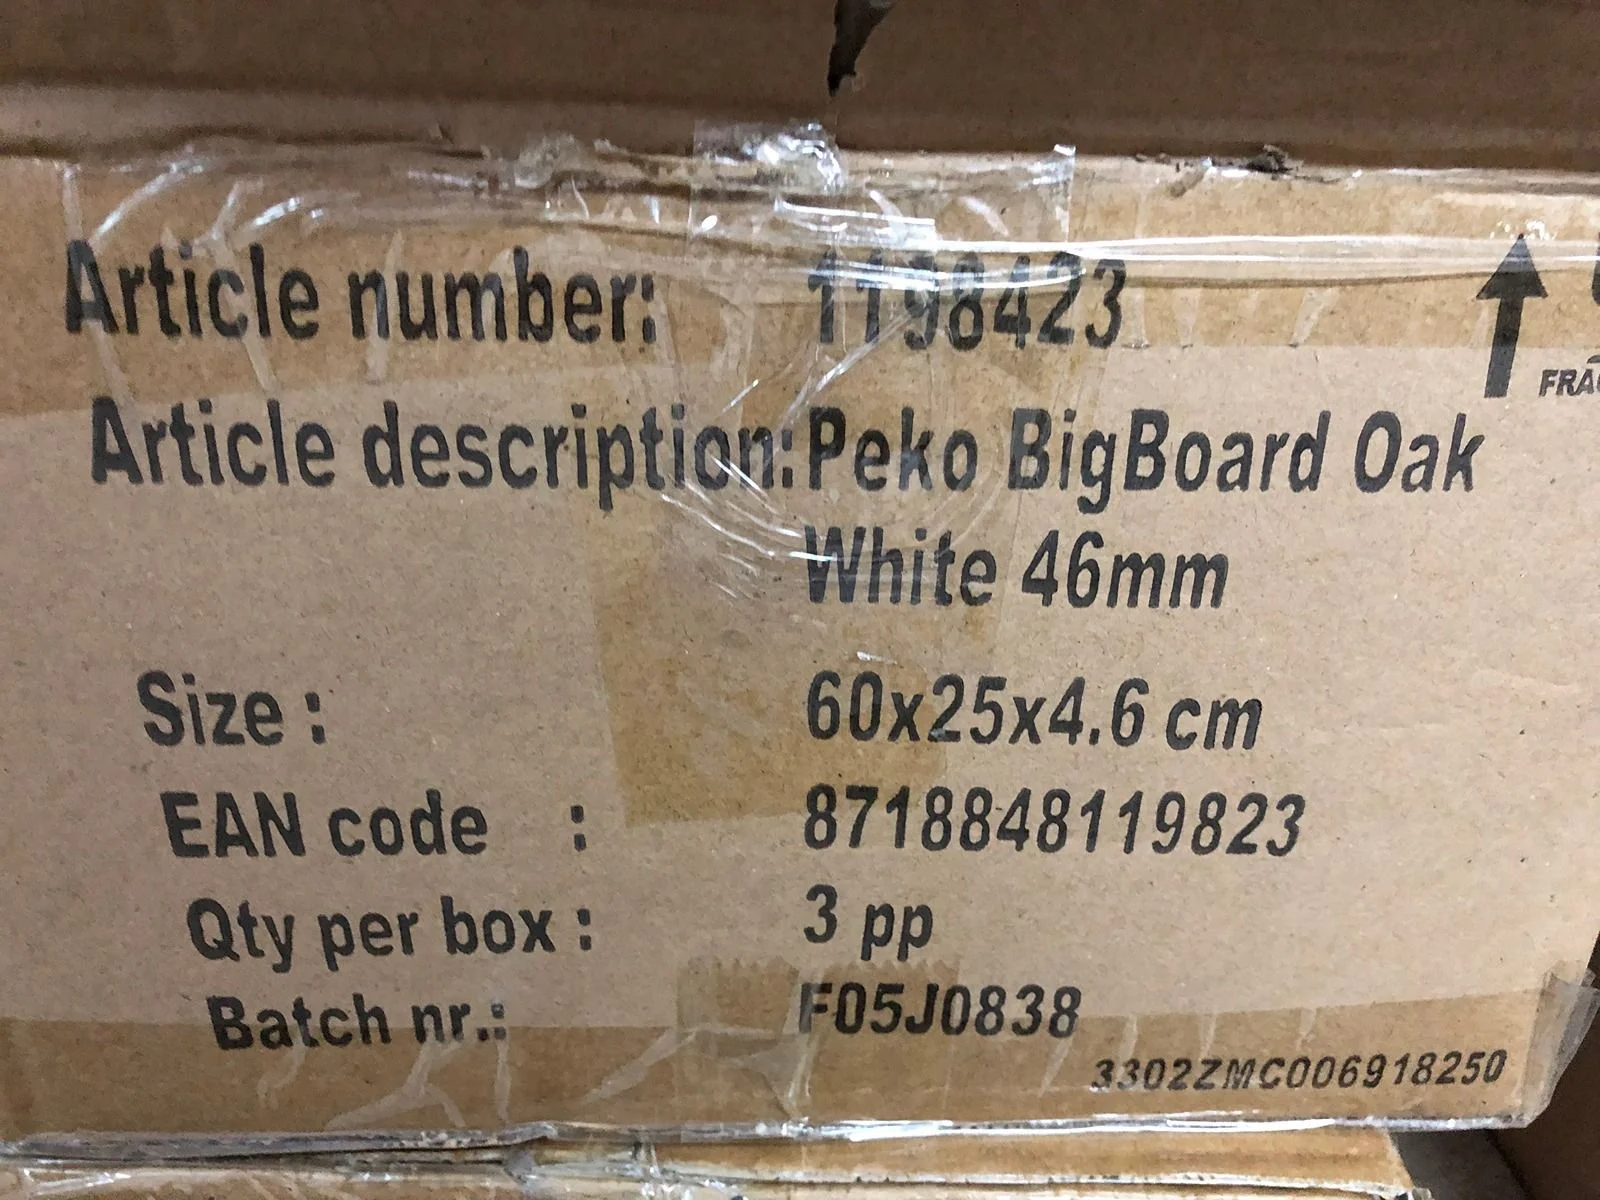 Article number: 1198423
Article description: Peko BigBoard Oak
White 46mm
Size : 60x25x4.6 cm
EAN code : 8718848119823
Qty per box : 3 pp
Batch nr.: F05J0838
3302ZMC006918250